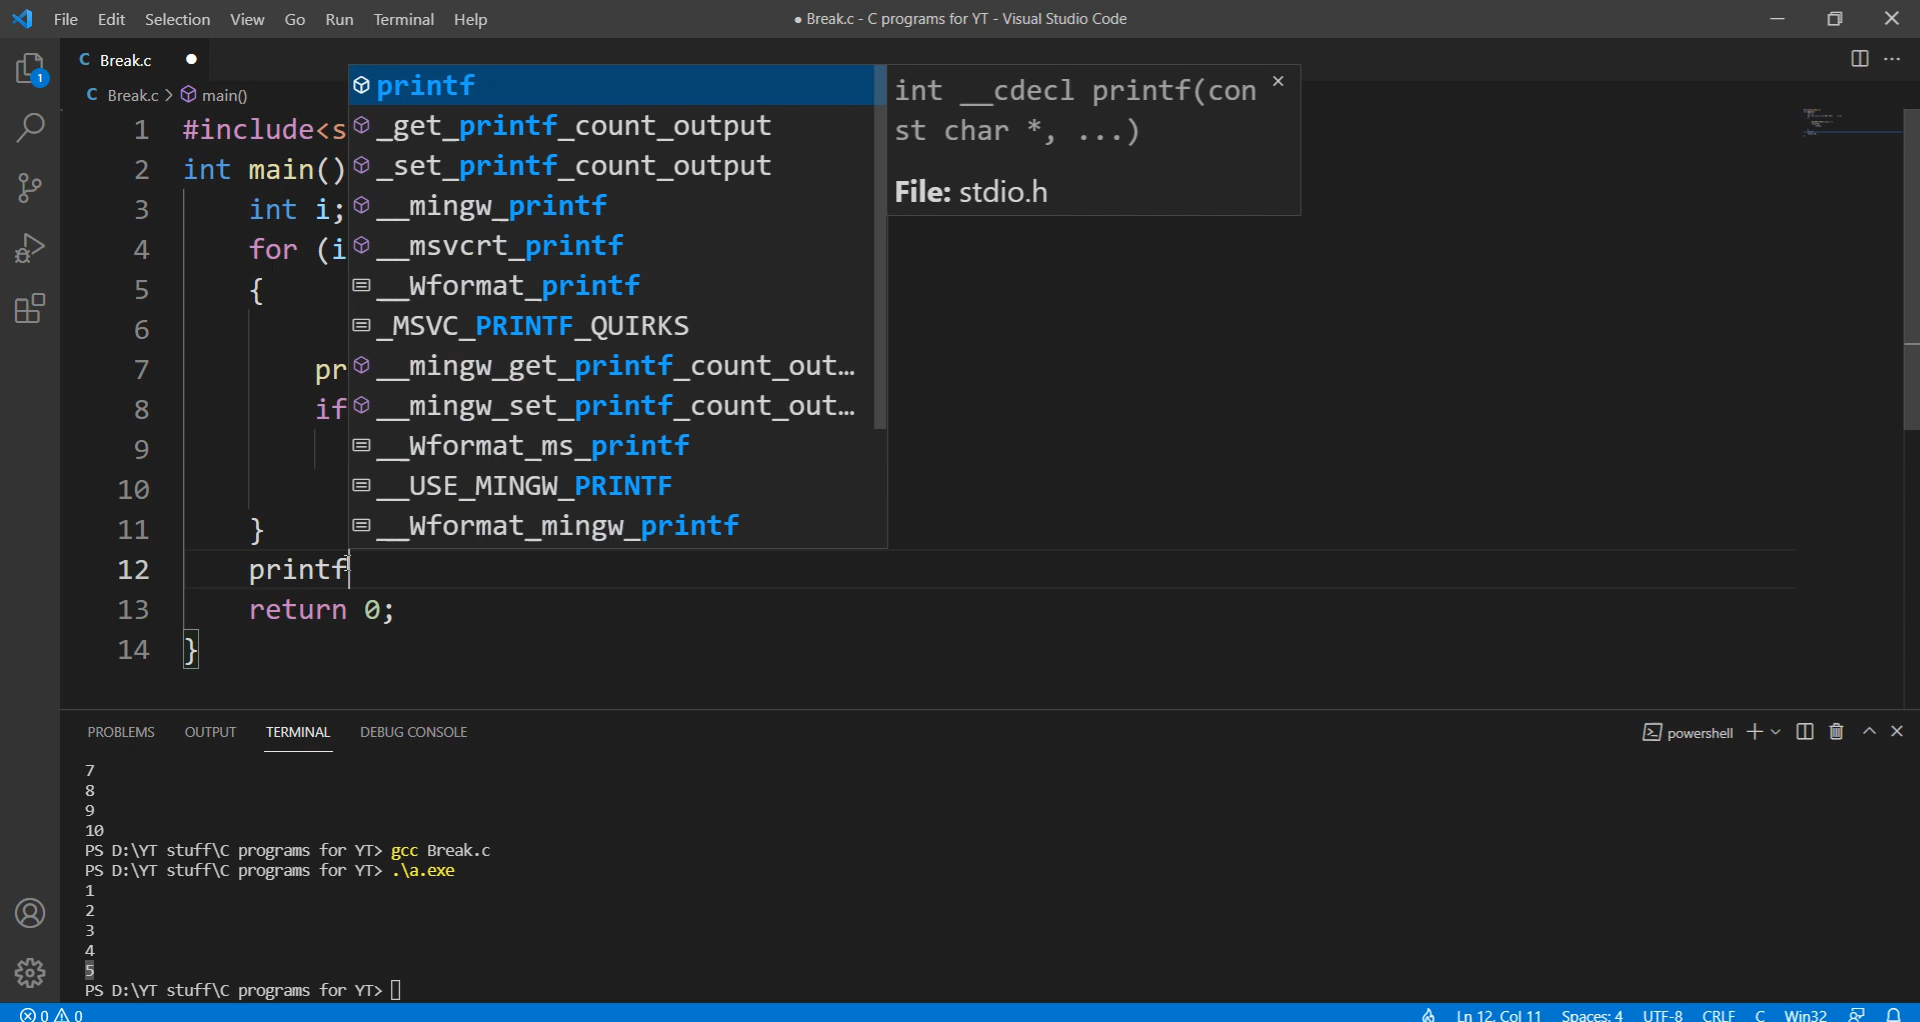 File Edit Selection View Go Run Terminal Help
● Break.c - C programs for YT - Visual Studio Code
C Break.c ●
C Break.c > main()
1 #include<s
2 int main()
3 int i;
4 for (i
5 {
6
7 pr
8 if
9
10
11 }
12 printf
13 return 0;
14 }
printf
_get_printf_count_output
_set_printf_count_output
__mingw_printf
__msvcrt_printf
__Wformat_printf
_MSVC_PRINTF_QUIRKS
__mingw_get_printf_count_out…
__mingw_set_printf_count_out…
__Wformat_ms_printf
__USE_MINGW_PRINTF
__Wformat_mingw_printf
int __cdecl printf(con
st char *, ...)
File: stdio.h
1
PROBLEMS OUTPUT TERMINAL DEBUG CONSOLE
powershell
7
8
9
10
PS D:\YT stuff\C programs for YT> gcc Break.c
PS D:\YT stuff\C programs for YT> .\a.exe
1
2
3
4
5
PS D:\YT stuff\C programs for YT>
0 0
Ln 12, Col 11 Spaces: 4 UTF-8 CRLF C Win32